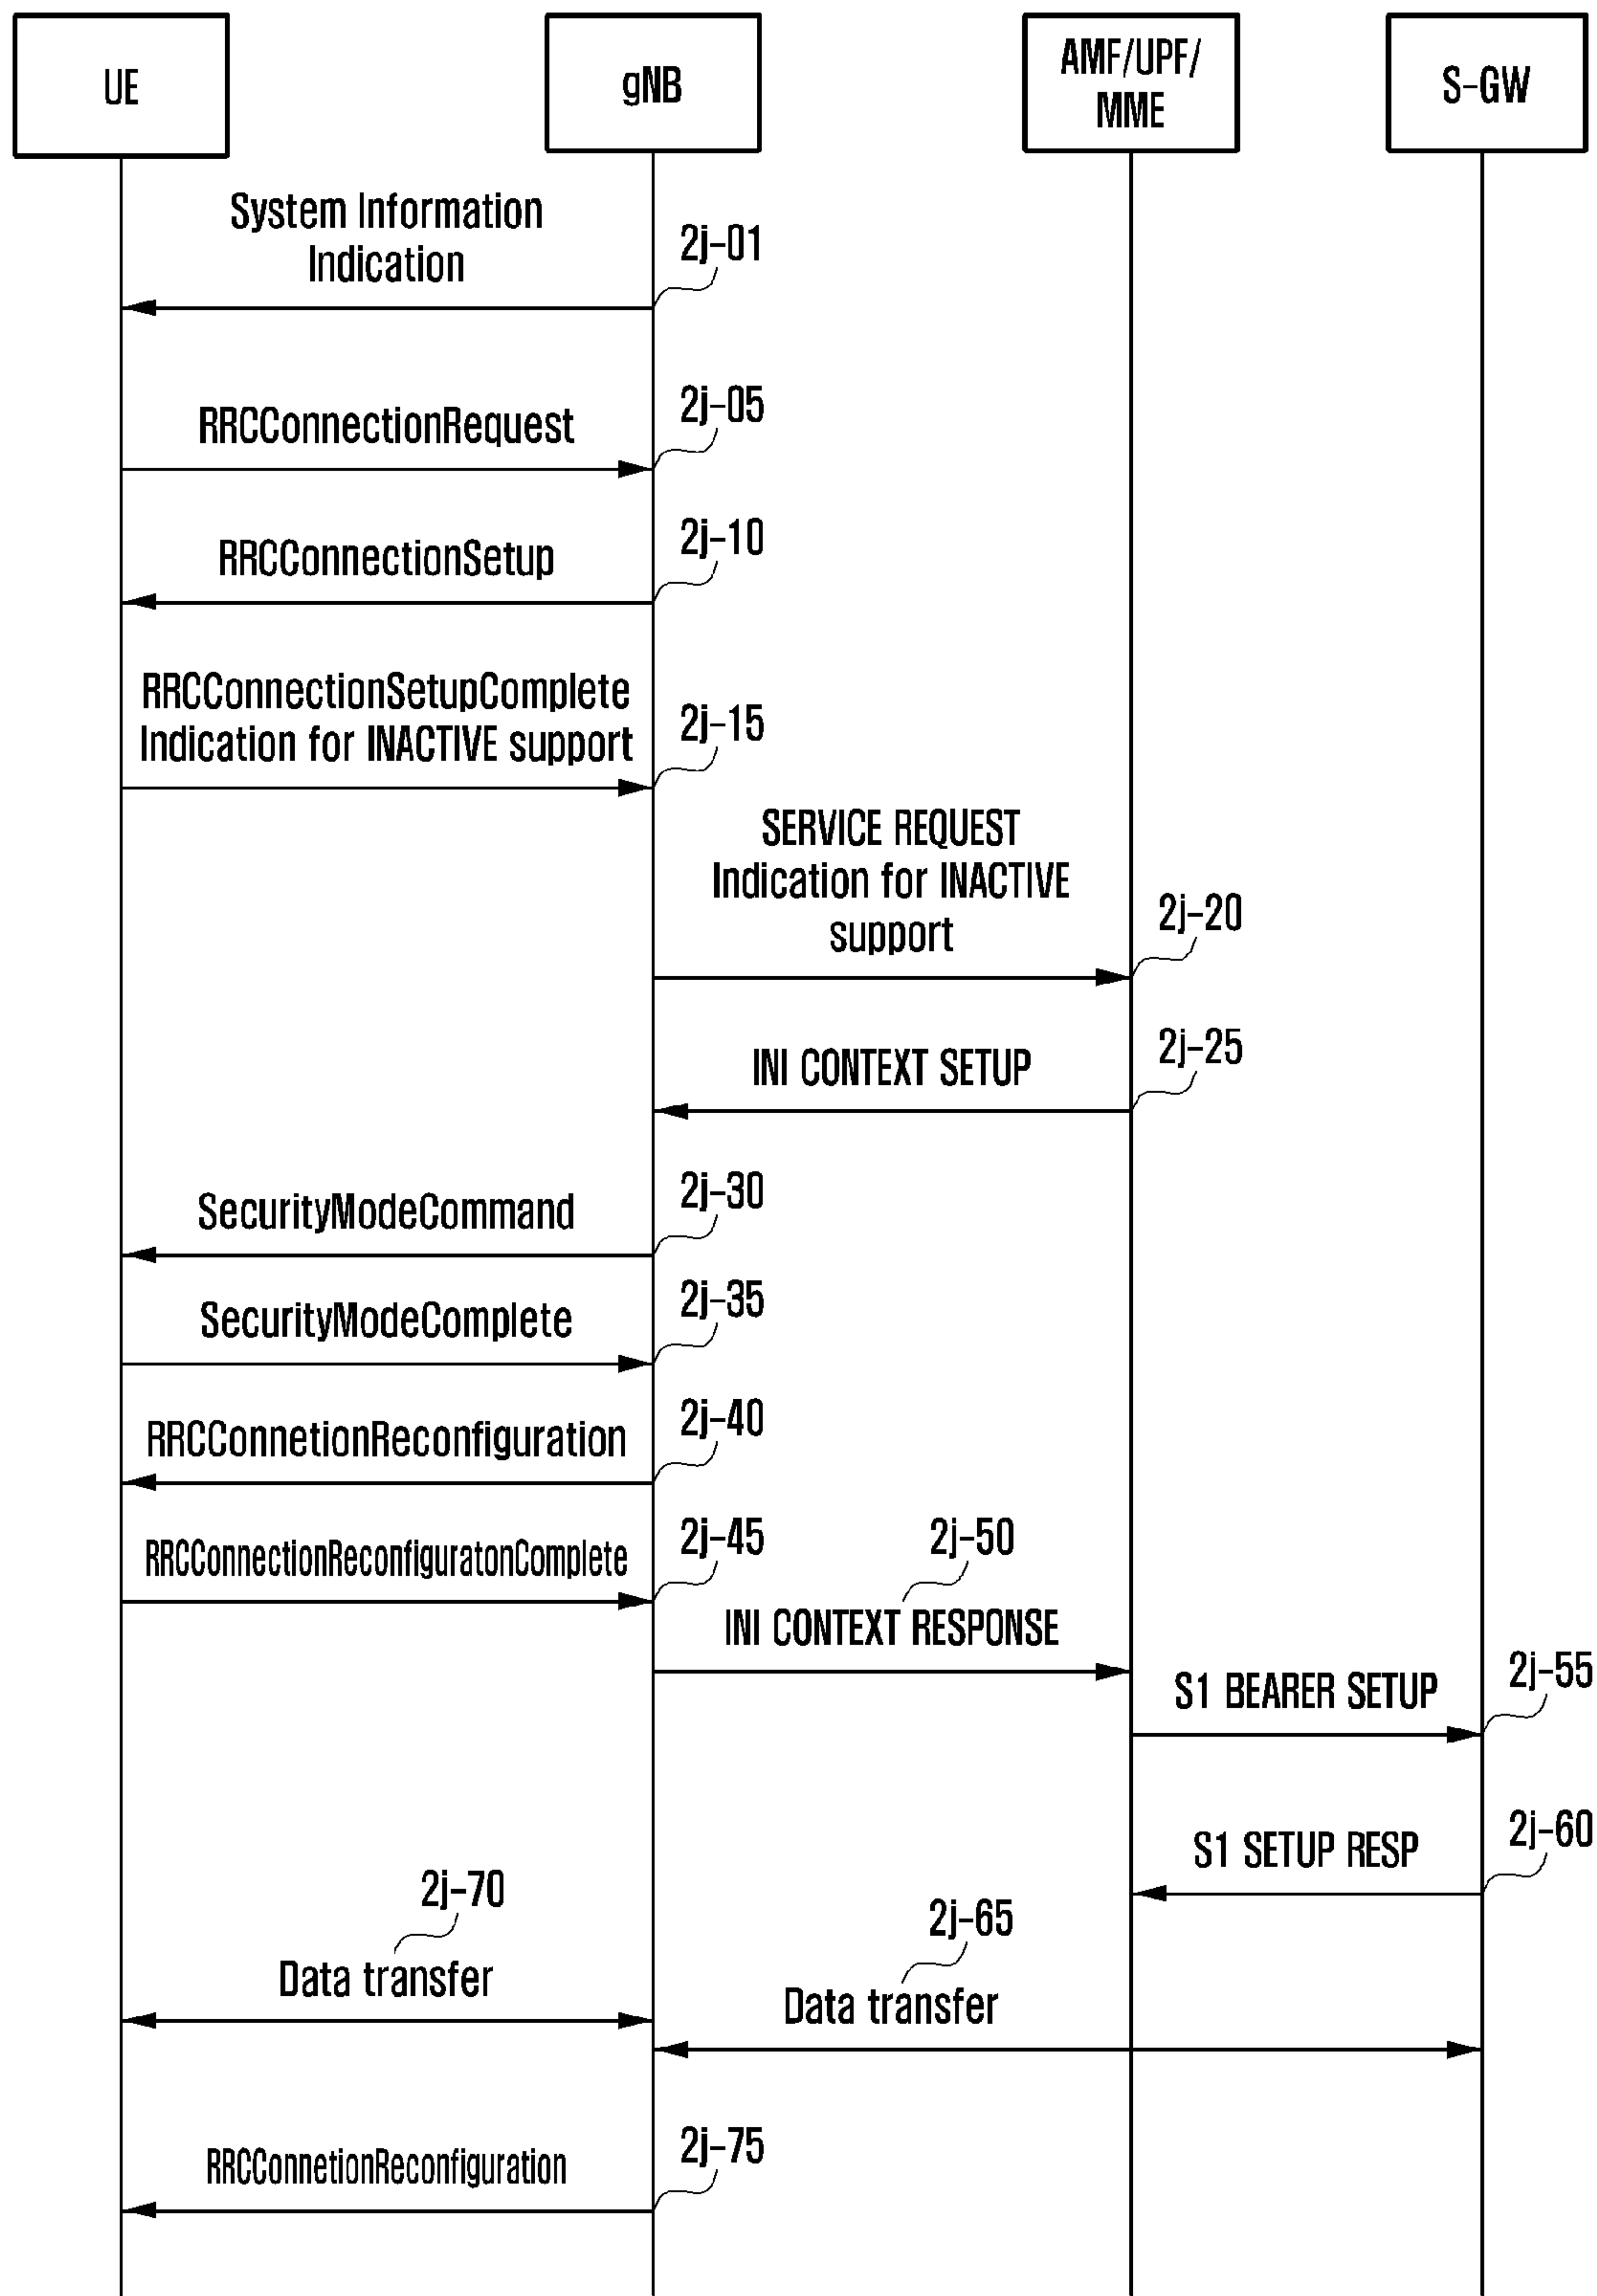 UE
gNB
AMF/UPF/
MME
S-GW
System Information
Indication
2j-01
RRCConnectionRequest
2j-05
RRCConnectionSetup
2j-10
RRCConnectionSetupComplete
Indication for INACTIVE support
2j-15
SERVICE REQUEST
Indication for INACTIVE
support
2j-20
INI CONTEXT SETUP
2j-25
SecurityModeCommand
2j-30
SecurityModeComplete
2j-35
RRCConnetionReconfiguration
2j-40
RRCConnectionReconfiguratonComplete
2j-45
2j-50
INI CONTEXT RESPONSE
S1 BEARER SETUP
2j-55
S1 SETUP RESP
2j-60
2j-70
Data transfer
2j-65
Data transfer
RRCConnetionReconfiguration
2j-75